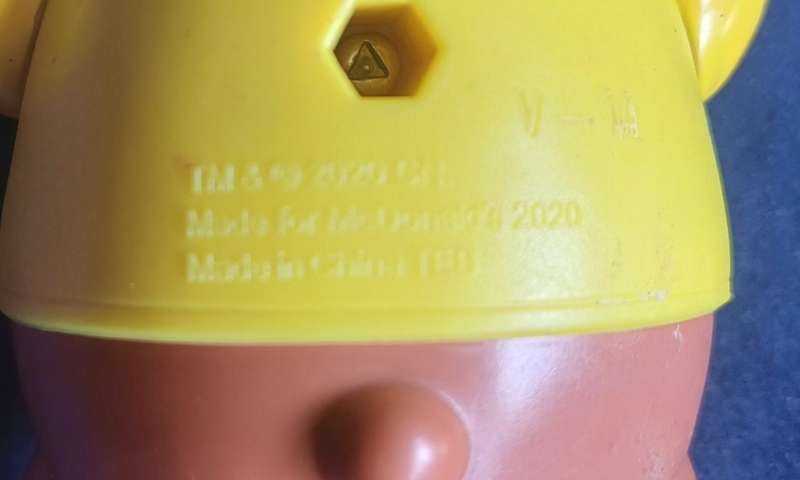 V —
TM & © 2020
Made for McDonald's 2020
Made in China